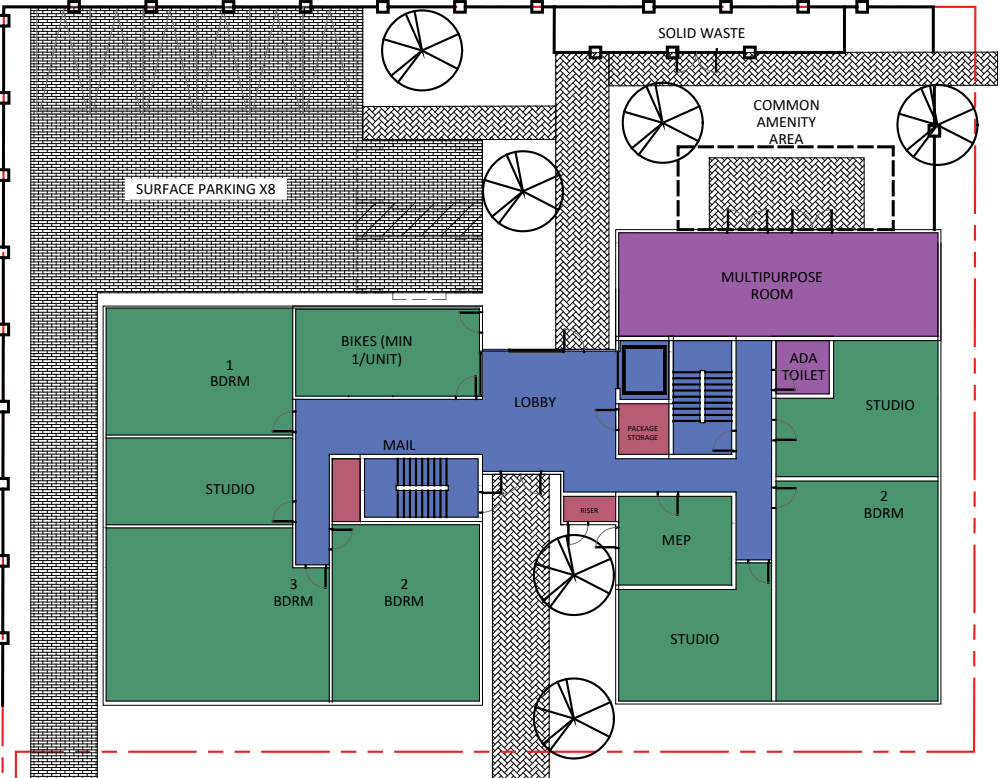 SOLID WASTE
COMMON
AMENITY
AREA
SURFACE PARKING X8
MULTIPURPOSE
ROOM
BIKES (MIN
1/UNIT)
1
BDRM
ADA
TOILET
LOBBY
STUDIO
PACKAGE
STORAGE
MAIL
STUDIO
2
BDRM
RISER
MEP
3
BDRM
2
BDRM
STUDIO